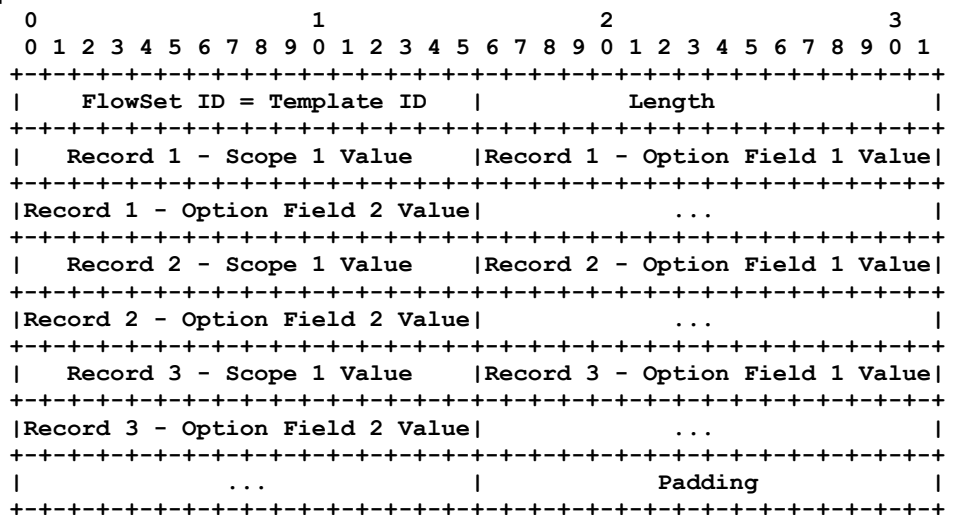 0                   1                   2                   3
 0 1 2 3 4 5 6 7 8 9 0 1 2 3 4 5 6 7 8 9 0 1 2 3 4 5 6 7 8 9 0 1
+-+-+-+-+-+-+-+-+-+-+-+-+-+-+-+-+-+-+-+-+-+-+-+-+-+-+-+-+-+-+-+-+
|    FlowSet ID = Template ID   |          Length               |
+-+-+-+-+-+-+-+-+-+-+-+-+-+-+-+-+-+-+-+-+-+-+-+-+-+-+-+-+-+-+-+-+
|   Record 1 - Scope 1 Value    |Record 1 - Option Field 1 Value|
+-+-+-+-+-+-+-+-+-+-+-+-+-+-+-+-+-+-+-+-+-+-+-+-+-+-+-+-+-+-+-+-+
|Record 1 - Option Field 2 Value|             ...               |
+-+-+-+-+-+-+-+-+-+-+-+-+-+-+-+-+-+-+-+-+-+-+-+-+-+-+-+-+-+-+-+-+
|   Record 2 - Scope 1 Value    |Record 2 - Option Field 1 Value|
+-+-+-+-+-+-+-+-+-+-+-+-+-+-+-+-+-+-+-+-+-+-+-+-+-+-+-+-+-+-+-+-+
|Record 2 - Option Field 2 Value|             ...               |
+-+-+-+-+-+-+-+-+-+-+-+-+-+-+-+-+-+-+-+-+-+-+-+-+-+-+-+-+-+-+-+-+
|   Record 3 - Scope 1 Value    |Record 3 - Option Field 1 Value|
+-+-+-+-+-+-+-+-+-+-+-+-+-+-+-+-+-+-+-+-+-+-+-+-+-+-+-+-+-+-+-+-+
|Record 3 - Option Field 2 Value|             ...               |
+-+-+-+-+-+-+-+-+-+-+-+-+-+-+-+-+-+-+-+-+-+-+-+-+-+-+-+-+-+-+-+-+
|              ...              |            Padding            |
+-+-+-+-+-+-+-+-+-+-+-+-+-+-+-+-+-+-+-+-+-+-+-+-+-+-+-+-+-+-+-+-+